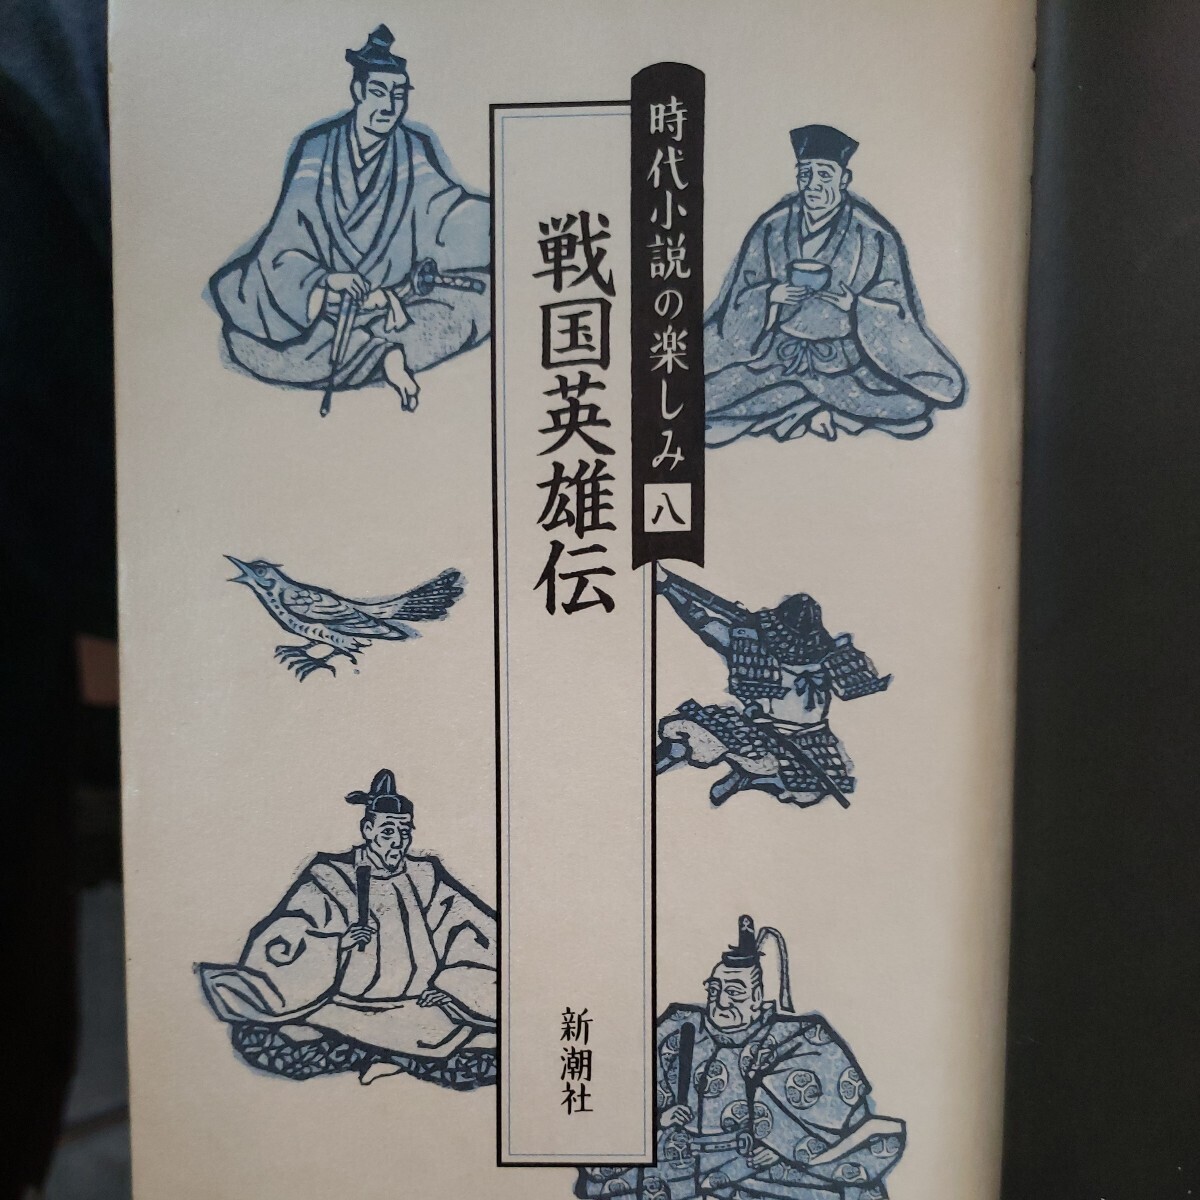 時代小説の楽しみ 八
戦国英雄伝
新潮社